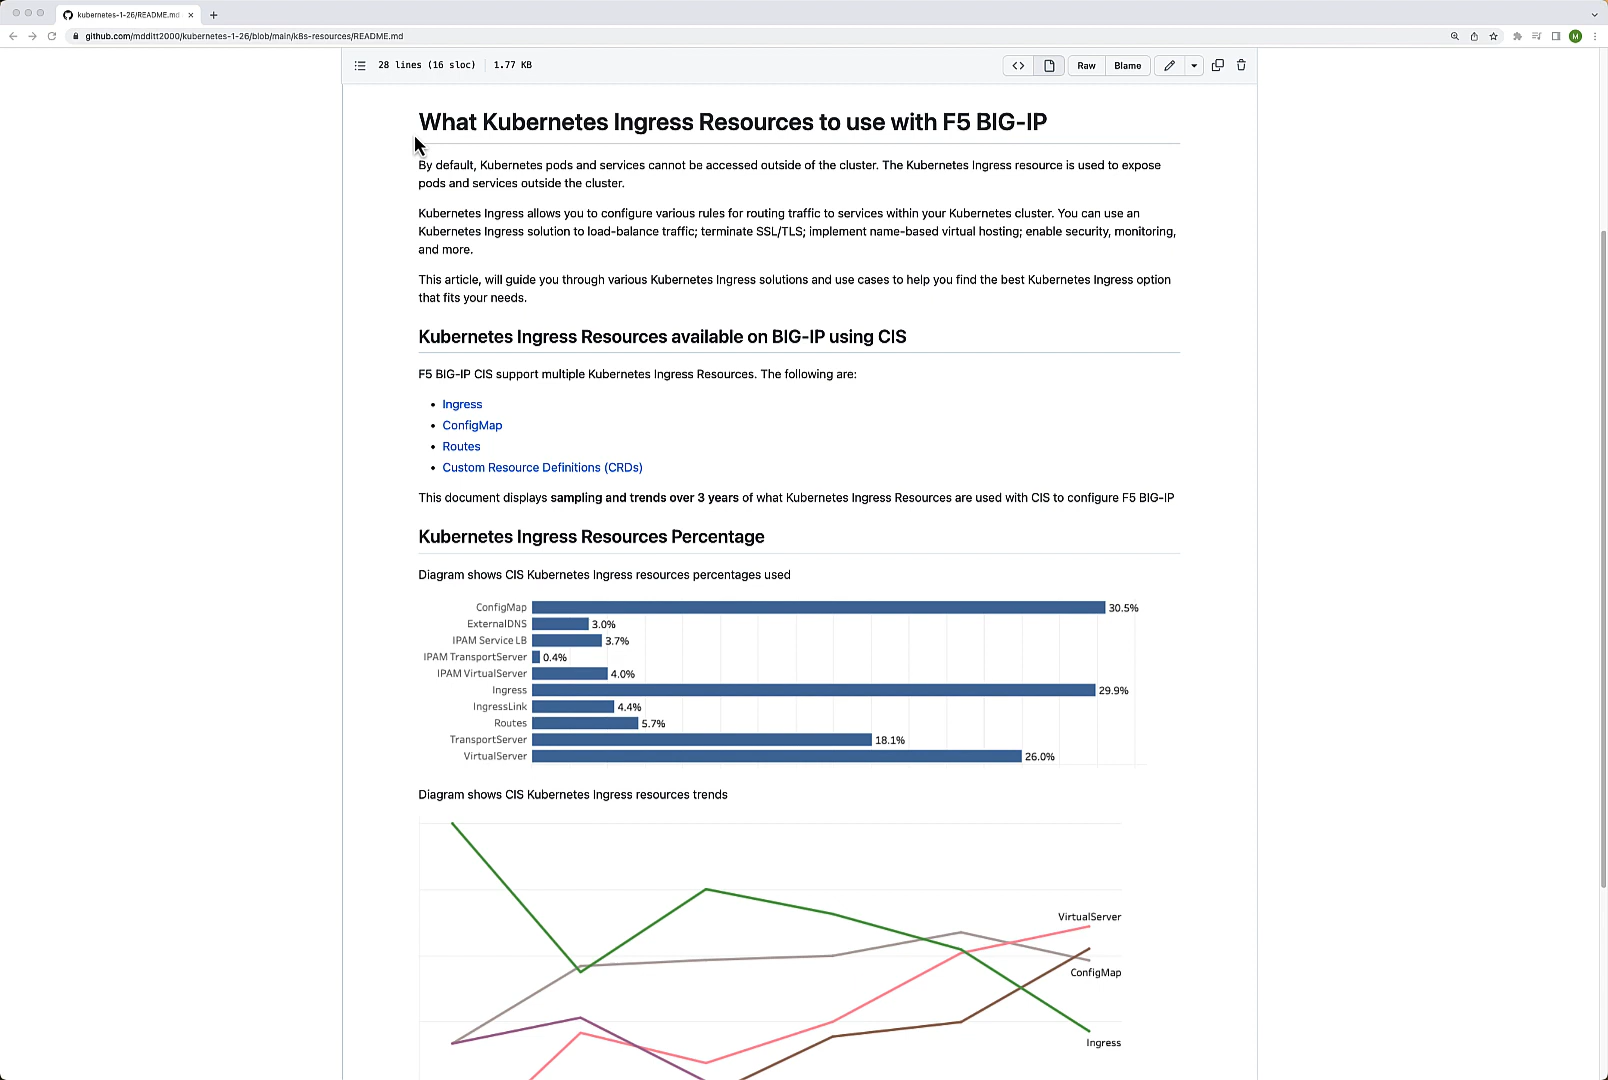 kubernetes-1-26/README.md
github.com/mdditt2000/kubernetes-1-26/blob/main/k8s-resources/README.md
M
28 lines (16 sloc) 1.77 KB
Raw Blame
What Kubernetes Ingress Resources to use with F5 BIG-IP
By default, Kubernetes pods and services cannot be accessed outside of the cluster. The Kubernetes Ingress resource is used to expose
pods and services outside the cluster.
Kubernetes Ingress allows you to configure various rules for routing traffic to services within your Kubernetes cluster. You can use an
Kubernetes Ingress solution to load-balance traffic; terminate SSL/TLS; implement name-based virtual hosting; enable security, monitoring,
and more.
This article, will guide you through various Kubernetes Ingress solutions and use cases to help you find the best Kubernetes Ingress option
that fits your needs.
Kubernetes Ingress Resources available on BIG-IP using CIS
F5 BIG-IP CIS support multiple Kubernetes Ingress Resources. The following are:
• Ingress
• ConfigMap
• Routes
• Custom Resource Definitions (CRDs)
This document displays sampling and trends over 3 years of what Kubernetes Ingress Resources are used with CIS to configure F5 BIG-IP
Kubernetes Ingress Resources Percentage
Diagram shows CIS Kubernetes Ingress resources percentages used
ConfigMap 30.5%
ExternalDNS 3.0%
IPAM Service LB 3.7%
IPAM TransportServer 0.4%
IPAM VirtualServer 4.0%
Ingress 29.9%
IngressLink 4.4%
Routes 5.7%
TransportServer 18.1%
VirtualServer 26.0%
Diagram shows CIS Kubernetes Ingress resources trends
VirtualServer
ConfigMap
Ingress